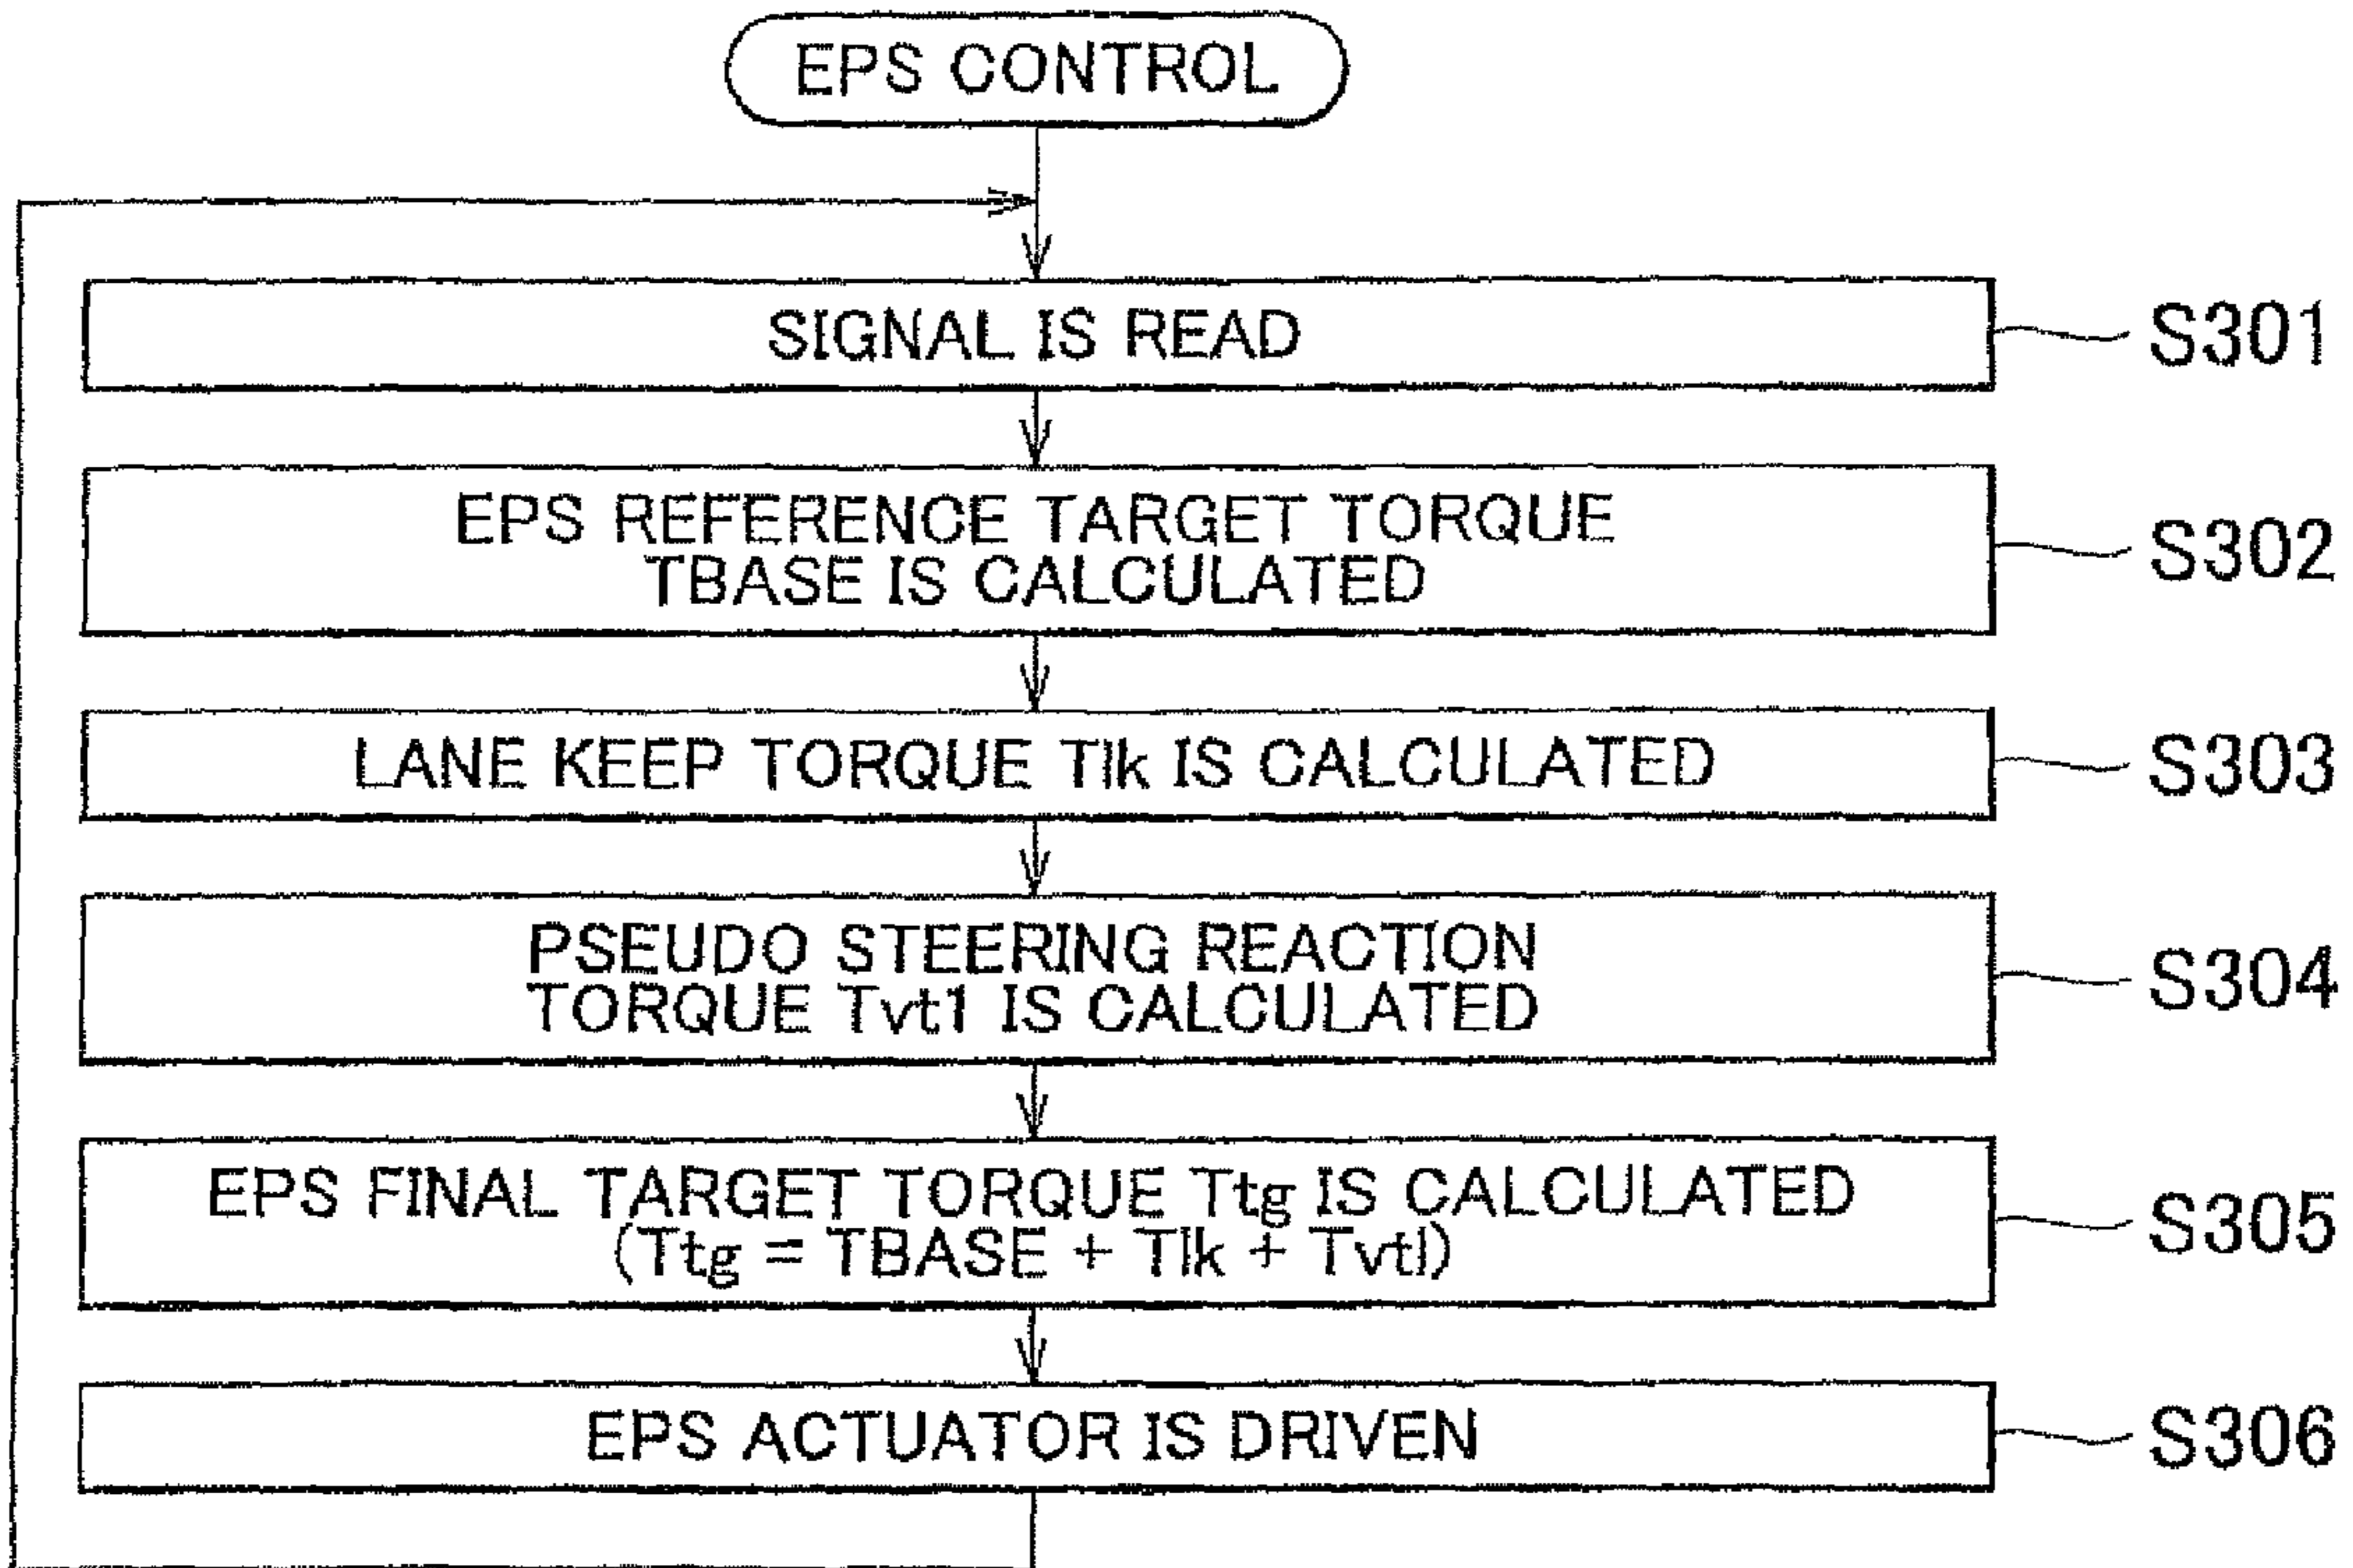 EPS CONTROL
SIGNAL IS READ
S301
EPS REFERENCE TARGET TORQUE
TBASE IS CALCULATED
S302
LANE KEEP TORQUE Tlk IS CALCULATED
S303
PSEUDO STEERING REACTION
TORQUE Tvt1 IS CALCULATED
S304
EPS FINAL TARGET TORQUE Ttg IS CALCULATED
(Ttg = TBASE + Tlk + Tvtl)
S305
EPS ACTUATOR IS DRIVEN
S306